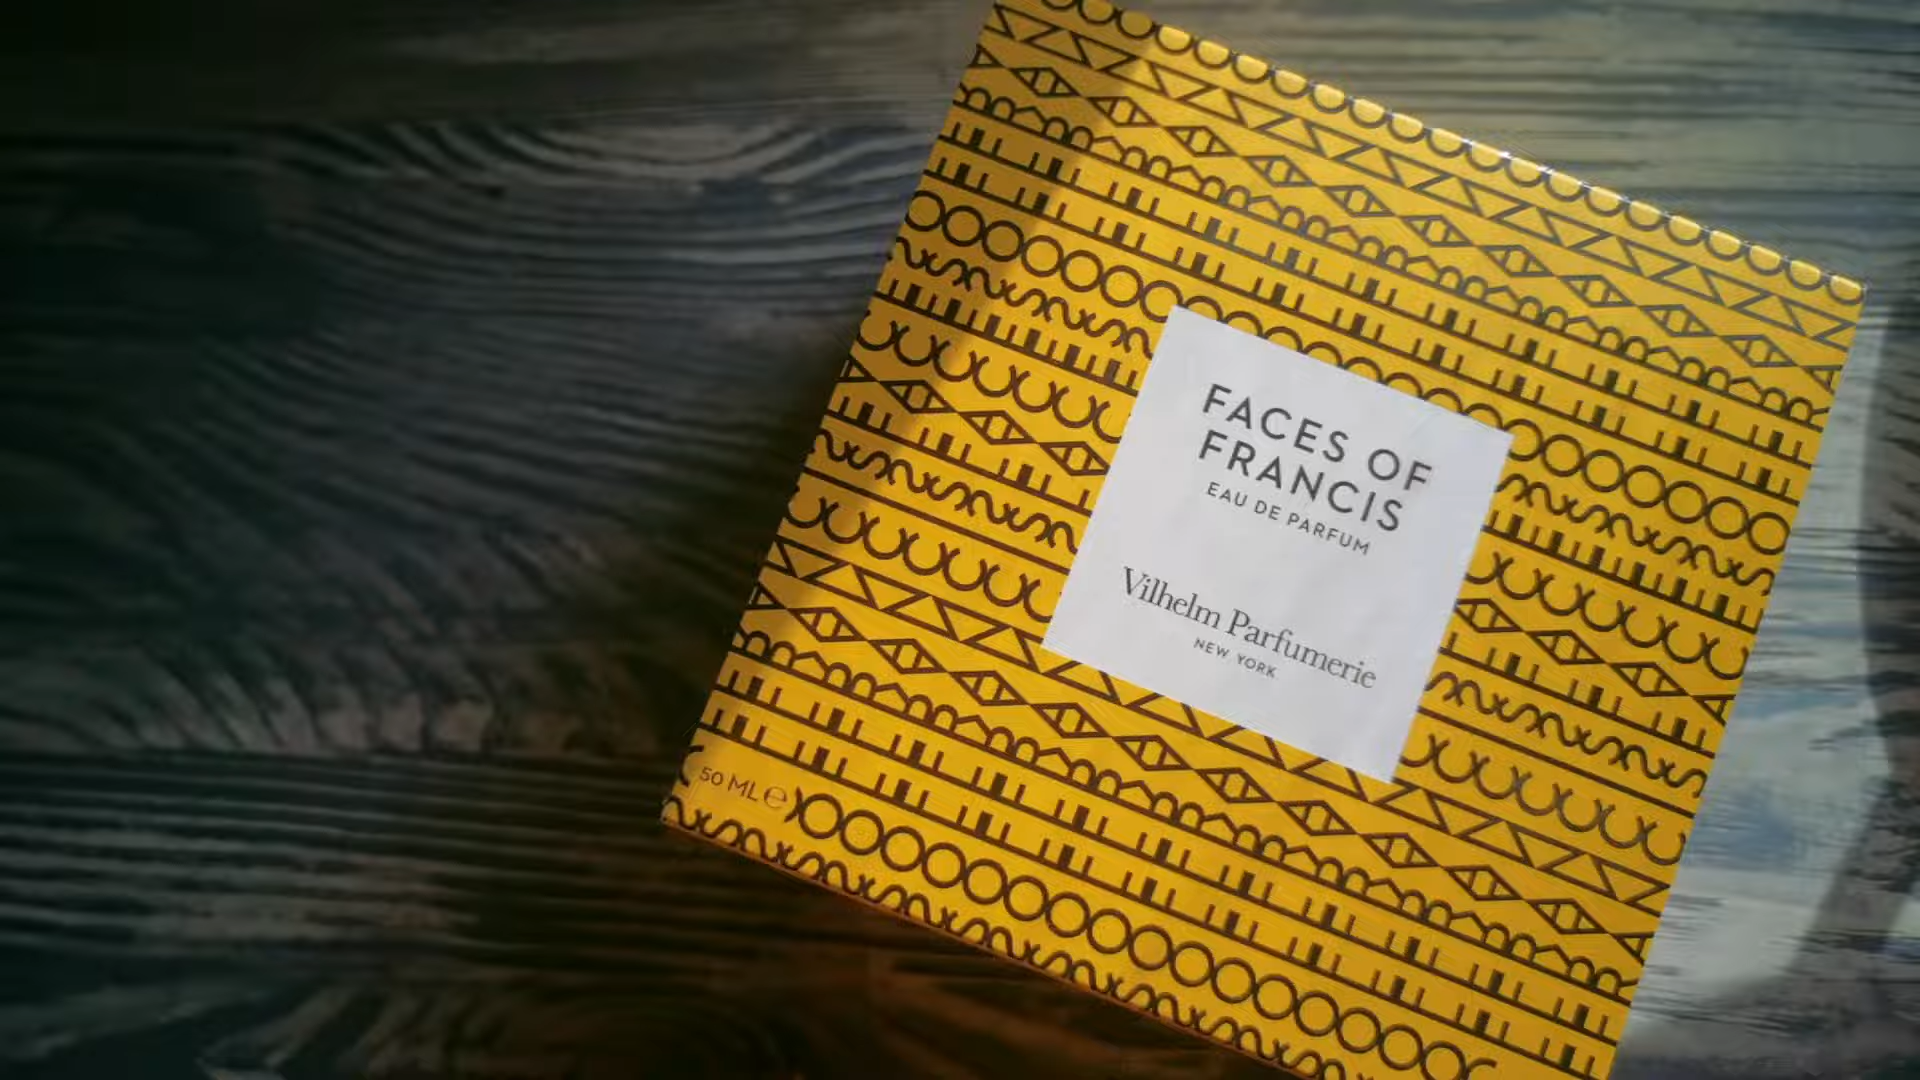 FACES OF
FRANCIS
EAU DE PARFUM
Vilhelm Parfumerie
NEW YORK
50 ML ℮